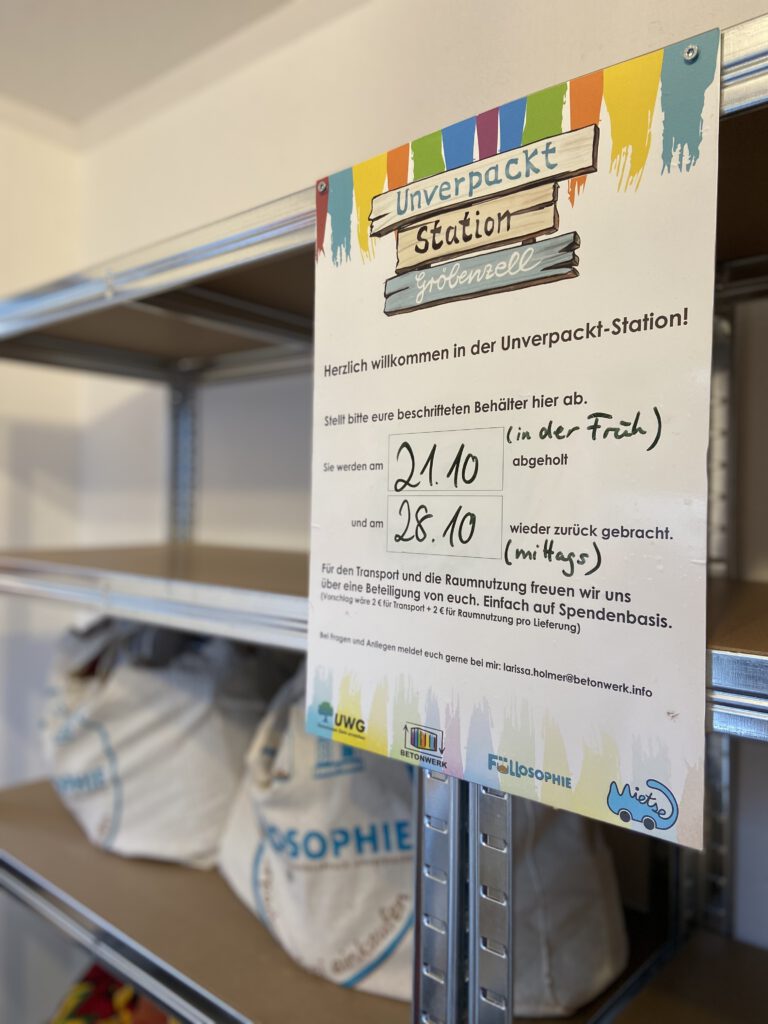 Unverpackt
Station
Gröbenzell
Herzlich willkommen in der Unverpackt-Station!
Stellt bitte eure beschrifteten Behälter hier ab.
(in der Früh)
Sie werden am 21.10 abgeholt
und am 28.10 wieder zurück gebracht.
(mittags)
Für den Transport und die Raumnutzung freuen wir uns
über eine Beteiligung von euch. Einfach auf Spendenbasis.
(Vorschlag wäre 2 € für Transport + 2 € für Raumnutzung pro Lieferung)
Bei fragen und Anliegen meldet euch gerne bei mir: larissa.holmer@betonwerk.info
UWG
BETONWERK
FÜLLOSOPHIE
Mietse
SOPHIE
OSOPHIE
einkaufen